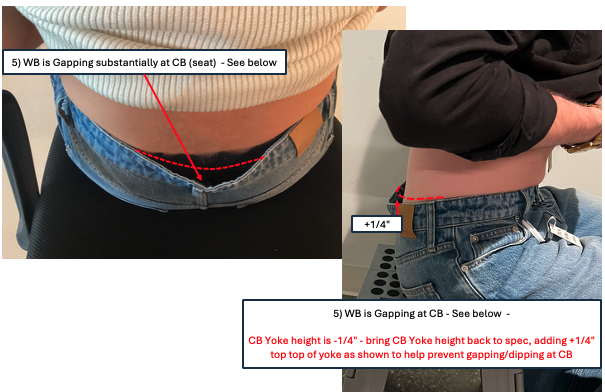 5) WB is Gapping substantially at CB (seat)  - See below
+1/4"
5) WB is Gapping at CB - See below  -
CB Yoke height is -1/4" - bring CB Yoke height back to spec, adding +1/4"
top top of yoke as shown to help prevent gapping/dipping at CB